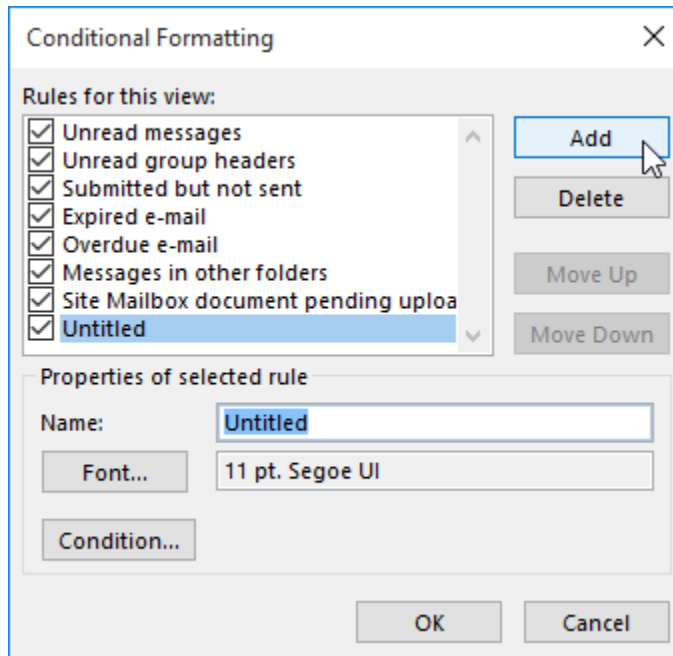 Conditional Formatting
Rules for this view:
Unread messages
Unread group headers
Submitted but not sent
Expired e-mail
Overdue e-mail
Messages in other folders
Site Mailbox document pending uploa
Untitled
Add
Delete
Move Up
Move Down
Properties of selected rule
Name: Untitled
Font... 11 pt. Segoe UI
Condition...
OK Cancel